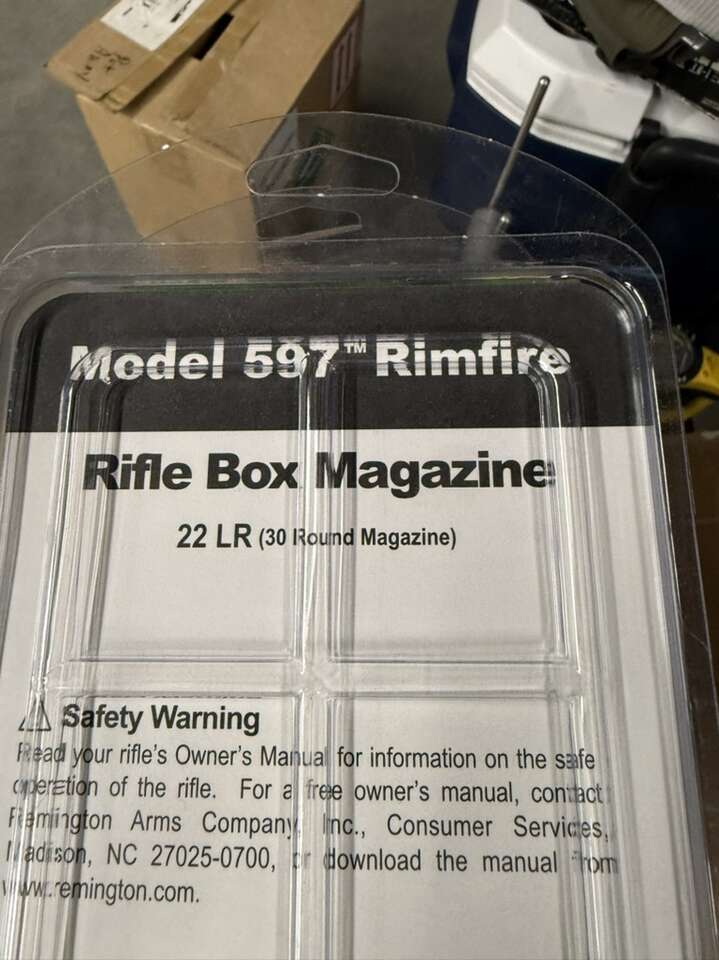 Model 597™ Rimfire
Rifle Box Magazine
22 LR (30 Round Magazine)
Safety Warning
Read your rifle's Owner's Manual for information on the safe
operation of the rifle. For a free owner's manual, contact
Remington Arms Company, Inc., Consumer Services,
Madison, NC 27025-0700, or download the manual from
www.remington.com.